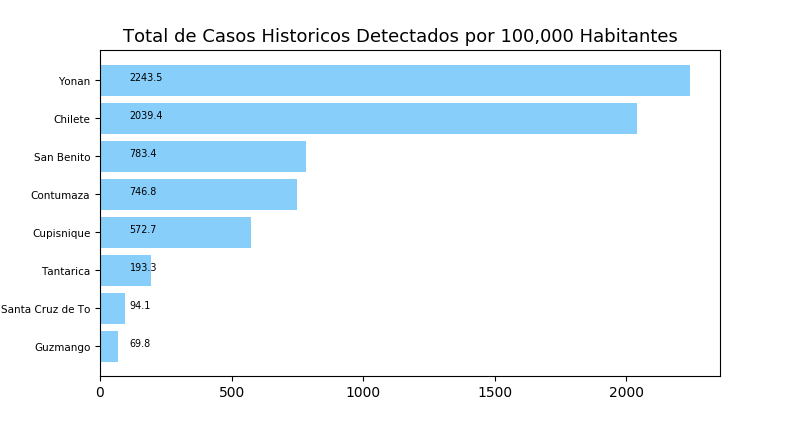 Total de Casos Historicos Detectados por 100,000 Habitantes
Yonan 2243.5
Chilete 2039.4
San Benito 783.4
Contumaza 746.8
Cupisnique 572.7
Tantarica 193.3
Santa Cruz de To 94.1
Guzmango 69.8
0 500 1000 1500 2000